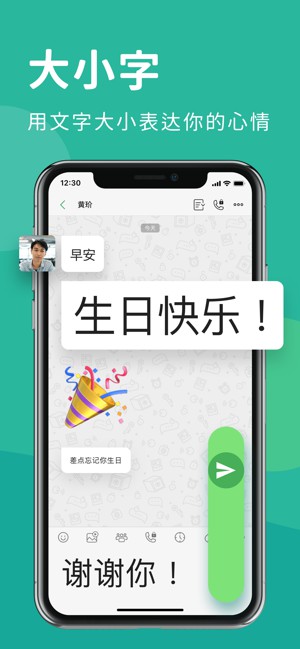 大小字
用文字大小表达你的心情
12:30
黄玠
今天
早安
生日快乐！
差点忘记你生日
谢谢你！